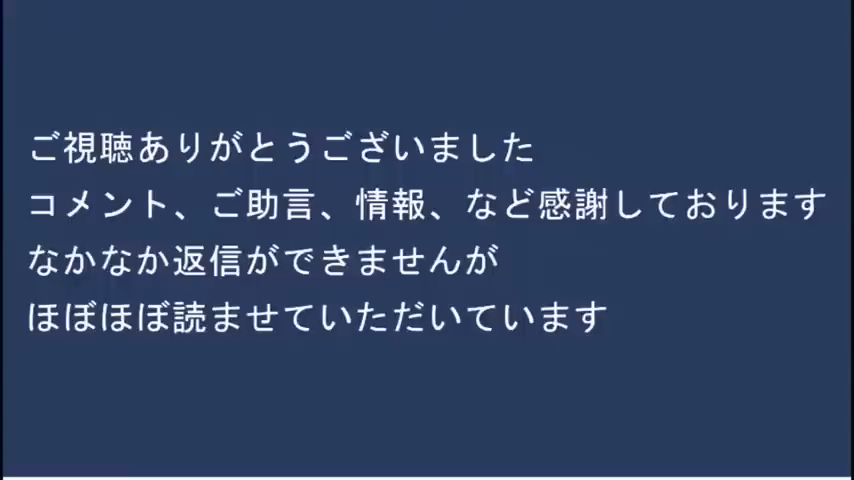 ご視聴ありがとうございました
コメント、ご助言、情報、など感謝しております
なかなか返信ができませんが
ほぼほぼ読ませていただいています